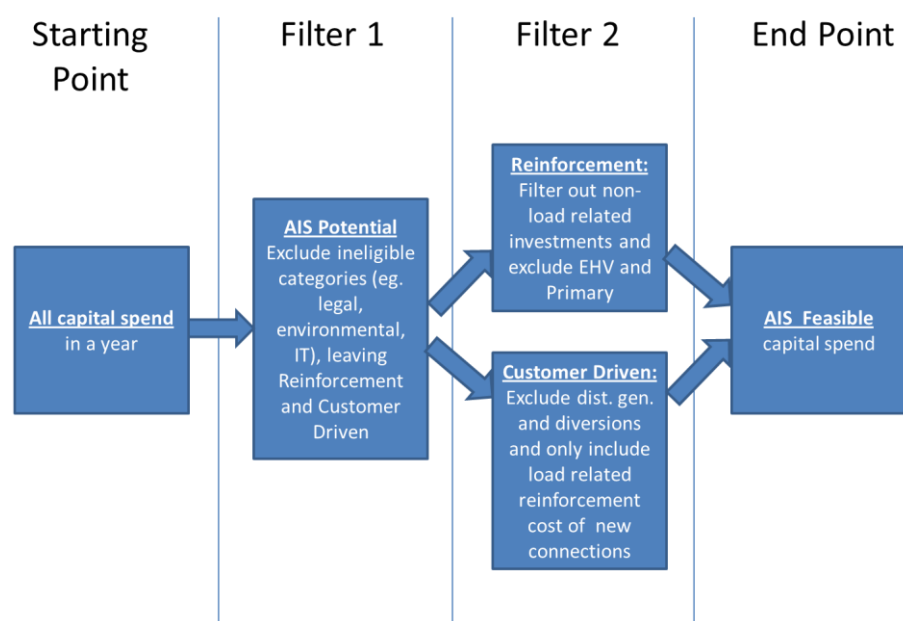 Starting
Point
Filter 1
Filter 2
End Point
All capital spend
in a year
AIS Potential
Exclude ineligible
categories (eg.
legal,
environmental,
IT), leaving
Reinforcement
and Customer
Driven
Reinforcement:
Filter out non-
load related
investments and
exclude EHV and
Primary
Customer Driven:
Exclude dist. gen.
and diversions
and only include
load related
reinforcement
cost of new
connections
AIS Feasible
capital spend